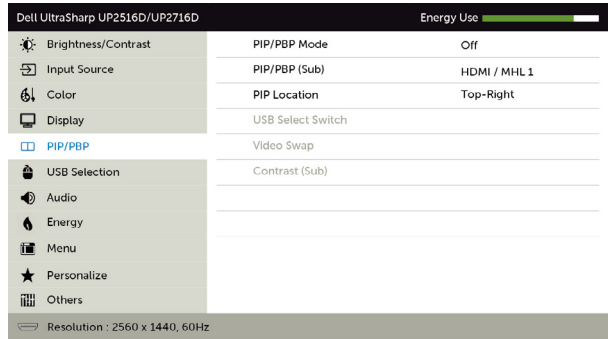 Dell UltraSharp UP2516D/UP2716D Energy Use
Brightness/Contrast PIP/PBP Mode Off
Input Source PIP/PBP (Sub) HDMI / MHL 1
Color PIP Location Top-Right
Display USB Select Switch
PIP/PBP Video Swap
USB Selection Contrast (Sub)
Audio
Energy
Menu
Personalize
Others
Resolution : 2560 x 1440, 60Hz